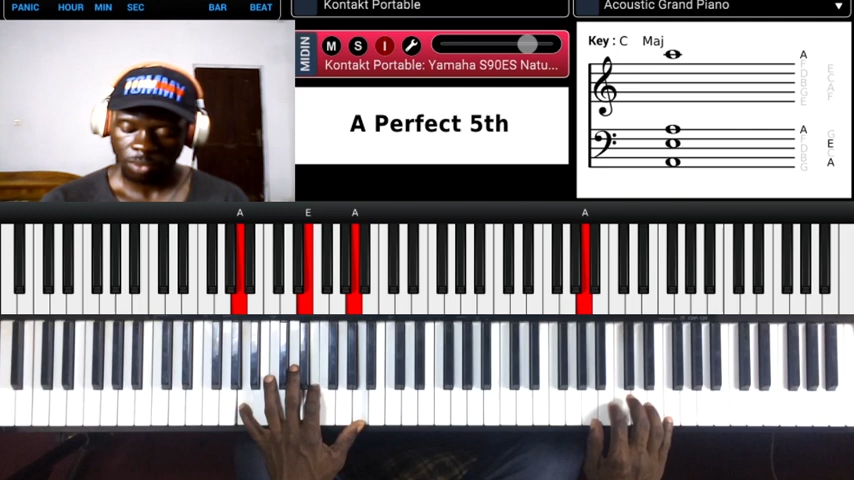 PANIC HOUR MIN SEC BAR BEAT
Kontakt Portable
Acoustic Grand Piano
MIDIN
M S I
Kontakt Portable: Yamaha S90ES Natu...
A Perfect 5th
Key : C Maj
A
F
D
B
G
E
E
C
A
F
A
F
D
B
G
G
E
C
A
TOMMY
A E A A